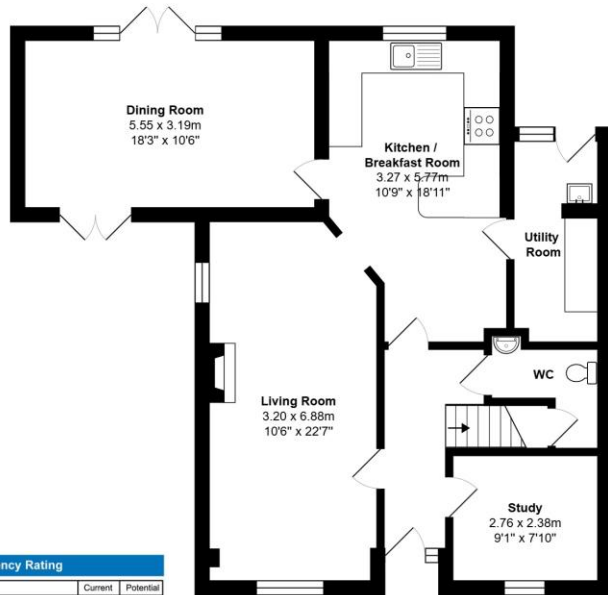 Dining Room
5.55 x 3.19m
18'3" x 10'6"
Kitchen /
Breakfast Room
3.27 x 5.77m
10'9" x 18'11"
Utility
Room
WC
Living Room
3.20 x 6.88m
10'6" x 22'7"
Study
2.76 x 2.38m
9'1" x 7'10"
ncy Rating
Current Potential